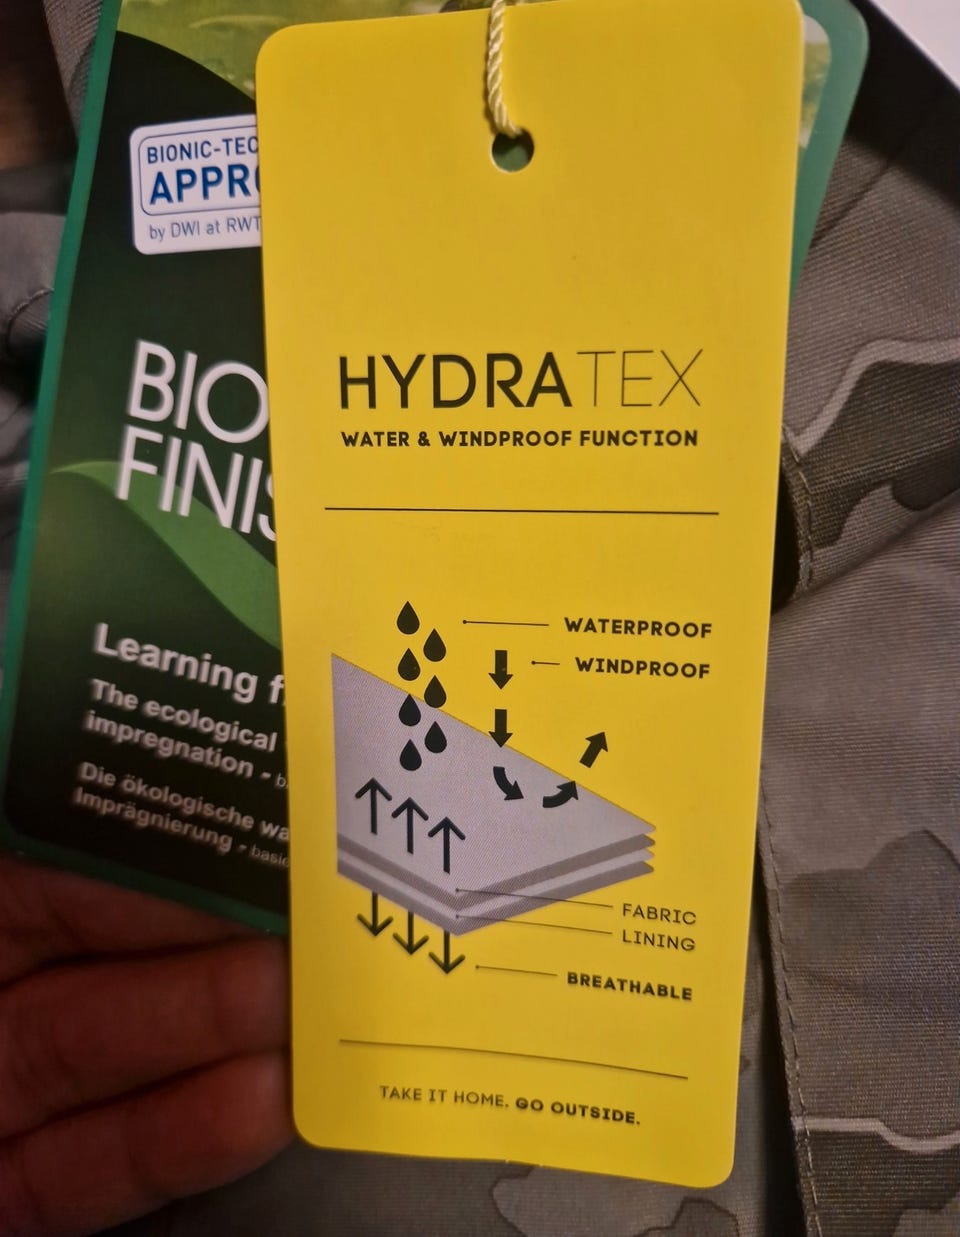 BIONIC-TEC
APPR
by DWI at RWT
BIO
FINIS
Learning f
The ecological
impregnation - b
Die ökologische wa
Imprägnierung - basic
HYDRATEX
WATER & WINDPROOF FUNCTION
WATERPROOF
WINDPROOF
FABRIC
LINING
BREATHABLE
TAKE IT HOME. GO OUTSIDE.